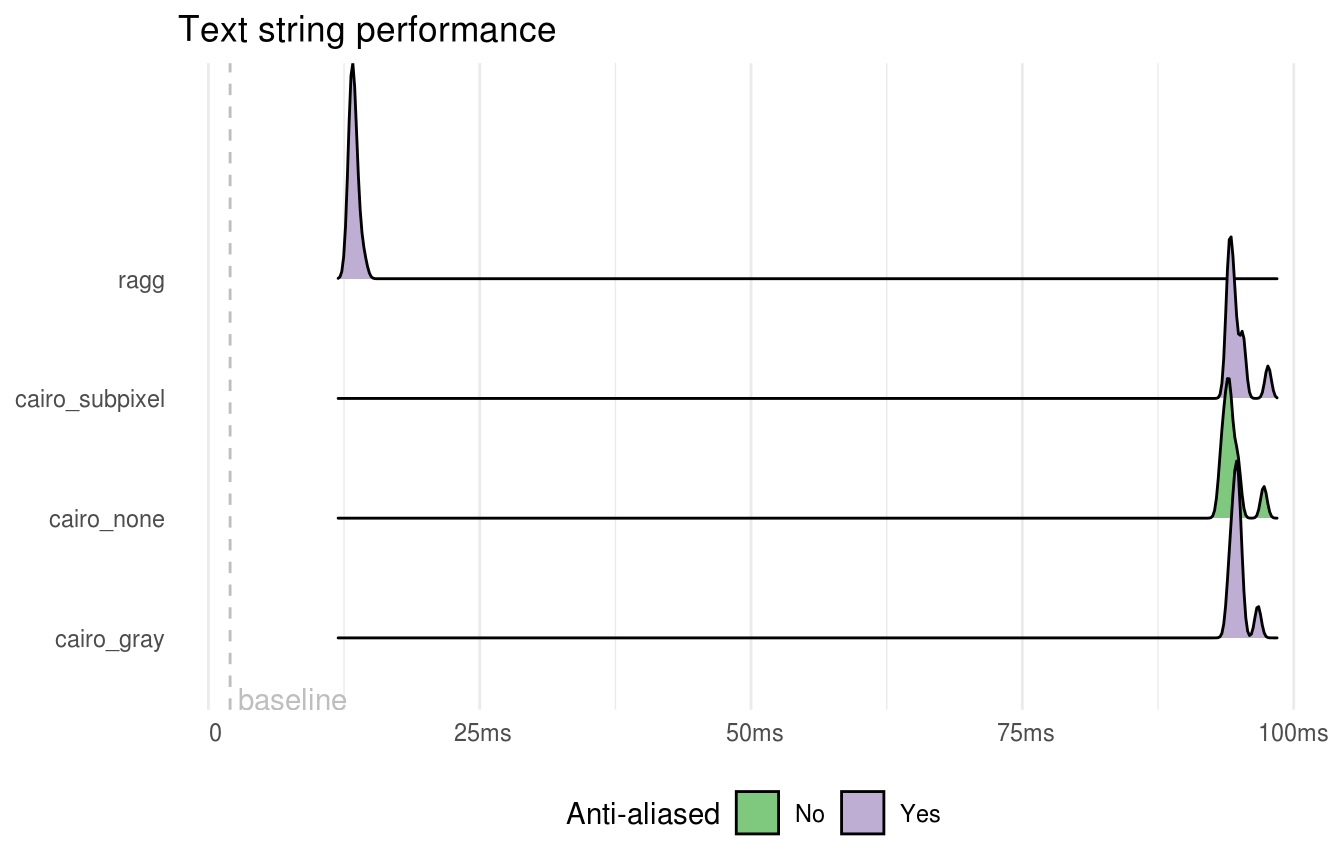 Text string performance
ragg
cairo_subpixel
cairo_none
cairo_gray
baseline
0 25ms 50ms 75ms 100ms
Anti-aliased No Yes